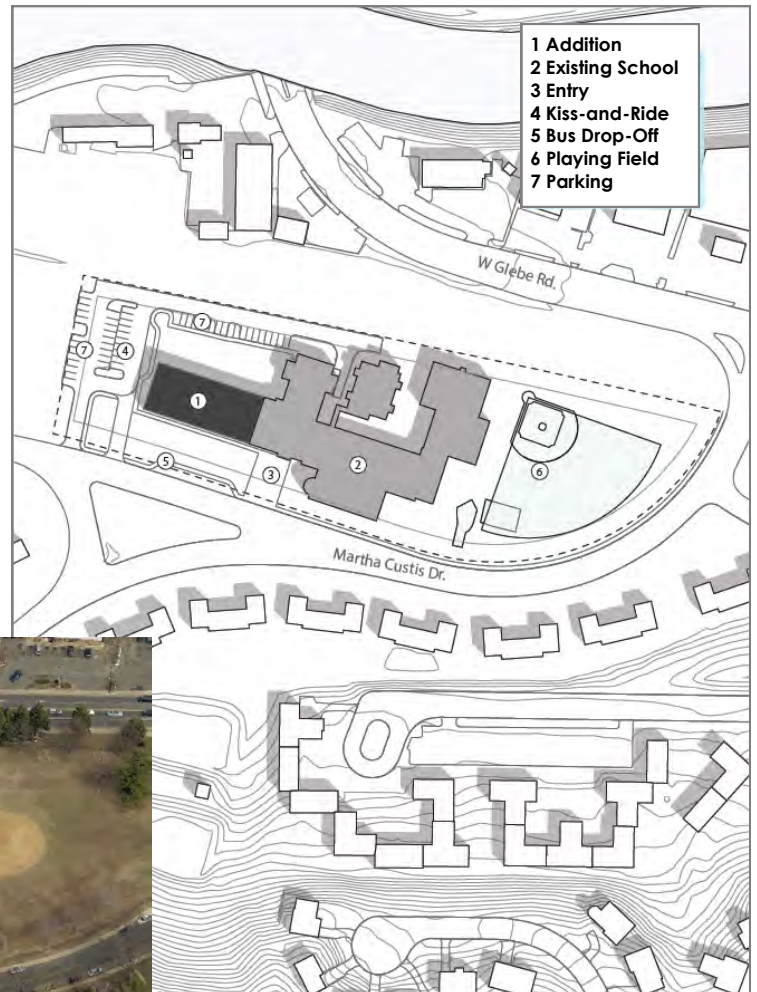 1 Addition
2 Existing School
3 Entry
4 Kiss-and-Ride
5 Bus Drop-Off
6 Playing Field
7 Parking
W Glebe Rd.
7
7
4
1
2
6
5
3
Martha Custis Dr.